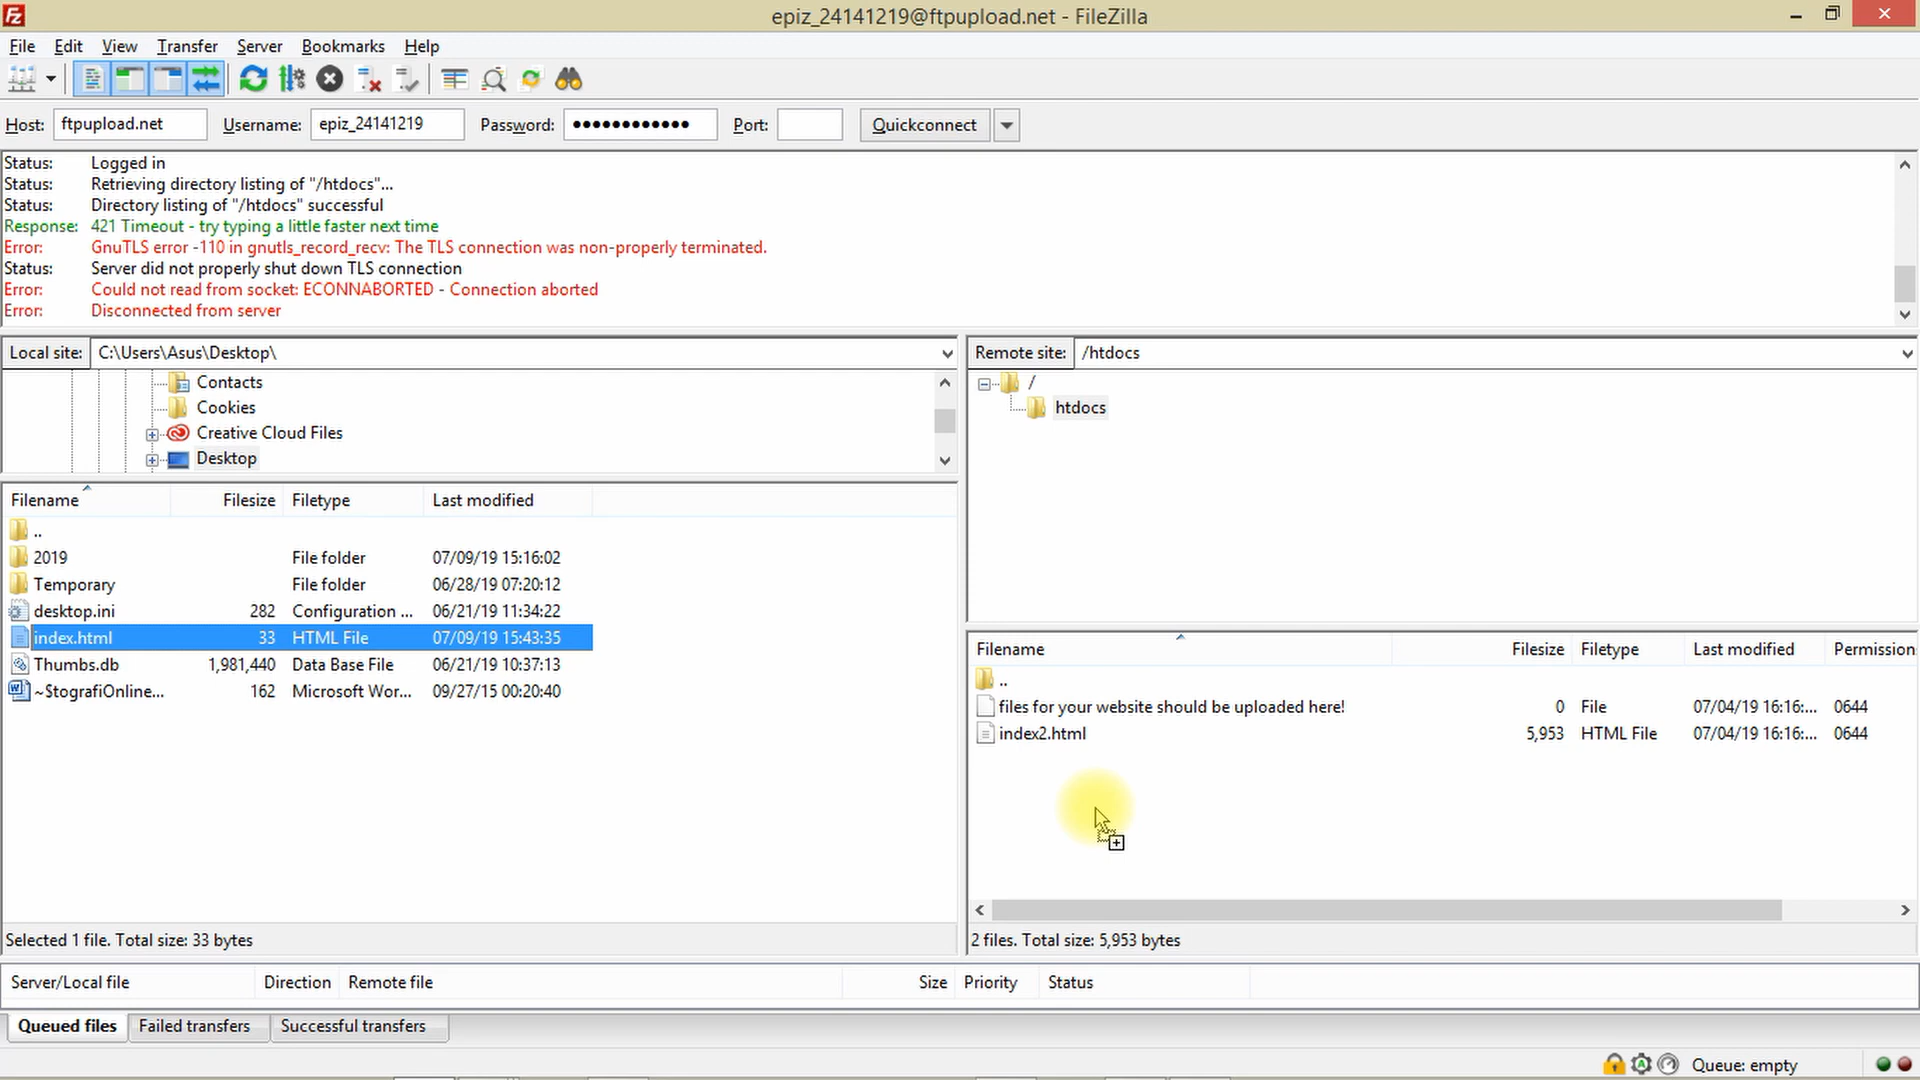 epiz_24141219@ftpupload.net - FileZilla
File Edit View Transfer Server Bookmarks Help
Host: ftpupload.net Username: epiz_24141219 Password: ●●●●●●●●●●●● Port: Quickconnect
Status: Logged in
Status: Retrieving directory listing of "/htdocs"...
Status: Directory listing of "/htdocs" successful
Response: 421 Timeout - try typing a little faster next time
Error: GnuTLS error -110 in gnutls_record_recv: The TLS connection was non-properly terminated.
Status: Server did not properly shut down TLS connection
Error: Could not read from socket: ECONNABORTED - Connection aborted
Error: Disconnected from server
Local site: C:\Users\Asus\Desktop\
Contacts
Cookies
Creative Cloud Files
Desktop
Filename Filesize Filetype Last modified
..
2019 File folder 07/09/19 15:16:02
Temporary File folder 06/28/19 07:20:12
desktop.ini 282 Configuration ... 06/21/19 11:34:22
index.html 33 HTML File 07/09/19 15:43:35
Thumbs.db 1,981,440 Data Base File 06/21/19 10:37:13
~$tografiOnline... 162 Microsoft Wor... 09/27/15 00:20:40
Selected 1 file. Total size: 33 bytes
Remote site: /htdocs
/
htdocs
Filename Filesize Filetype Last modified Permission
..
files for your website should be uploaded here! 0 File 07/04/19 16:16:... 0644
index2.html 5,953 HTML File 07/04/19 16:16:... 0644
2 files. Total size: 5,953 bytes
Server/Local file Direction Remote file Size Priority Status
Queued files Failed transfers Successful transfers
Queue: empty